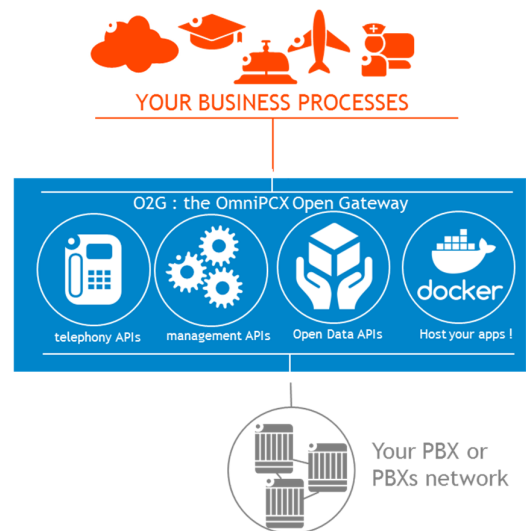 YOUR BUSINESS PROCESSES
O2G : the OmniPCX Open Gateway
docker
telephony APIs
management APIs
Open Data APIs
Host your apps !
Your PBX or
PBXs network